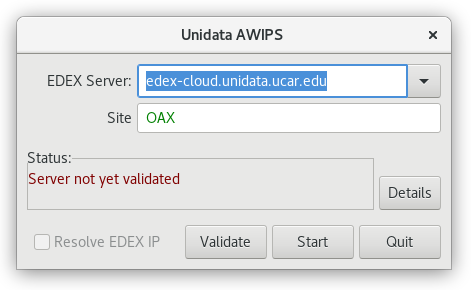 Unidata AWIPS
EDEX Server: edex-cloud.unidata.ucar.edu
Site OAX
Status:
Server not yet validated
Details
Resolve EDEX IP Validate Start Quit